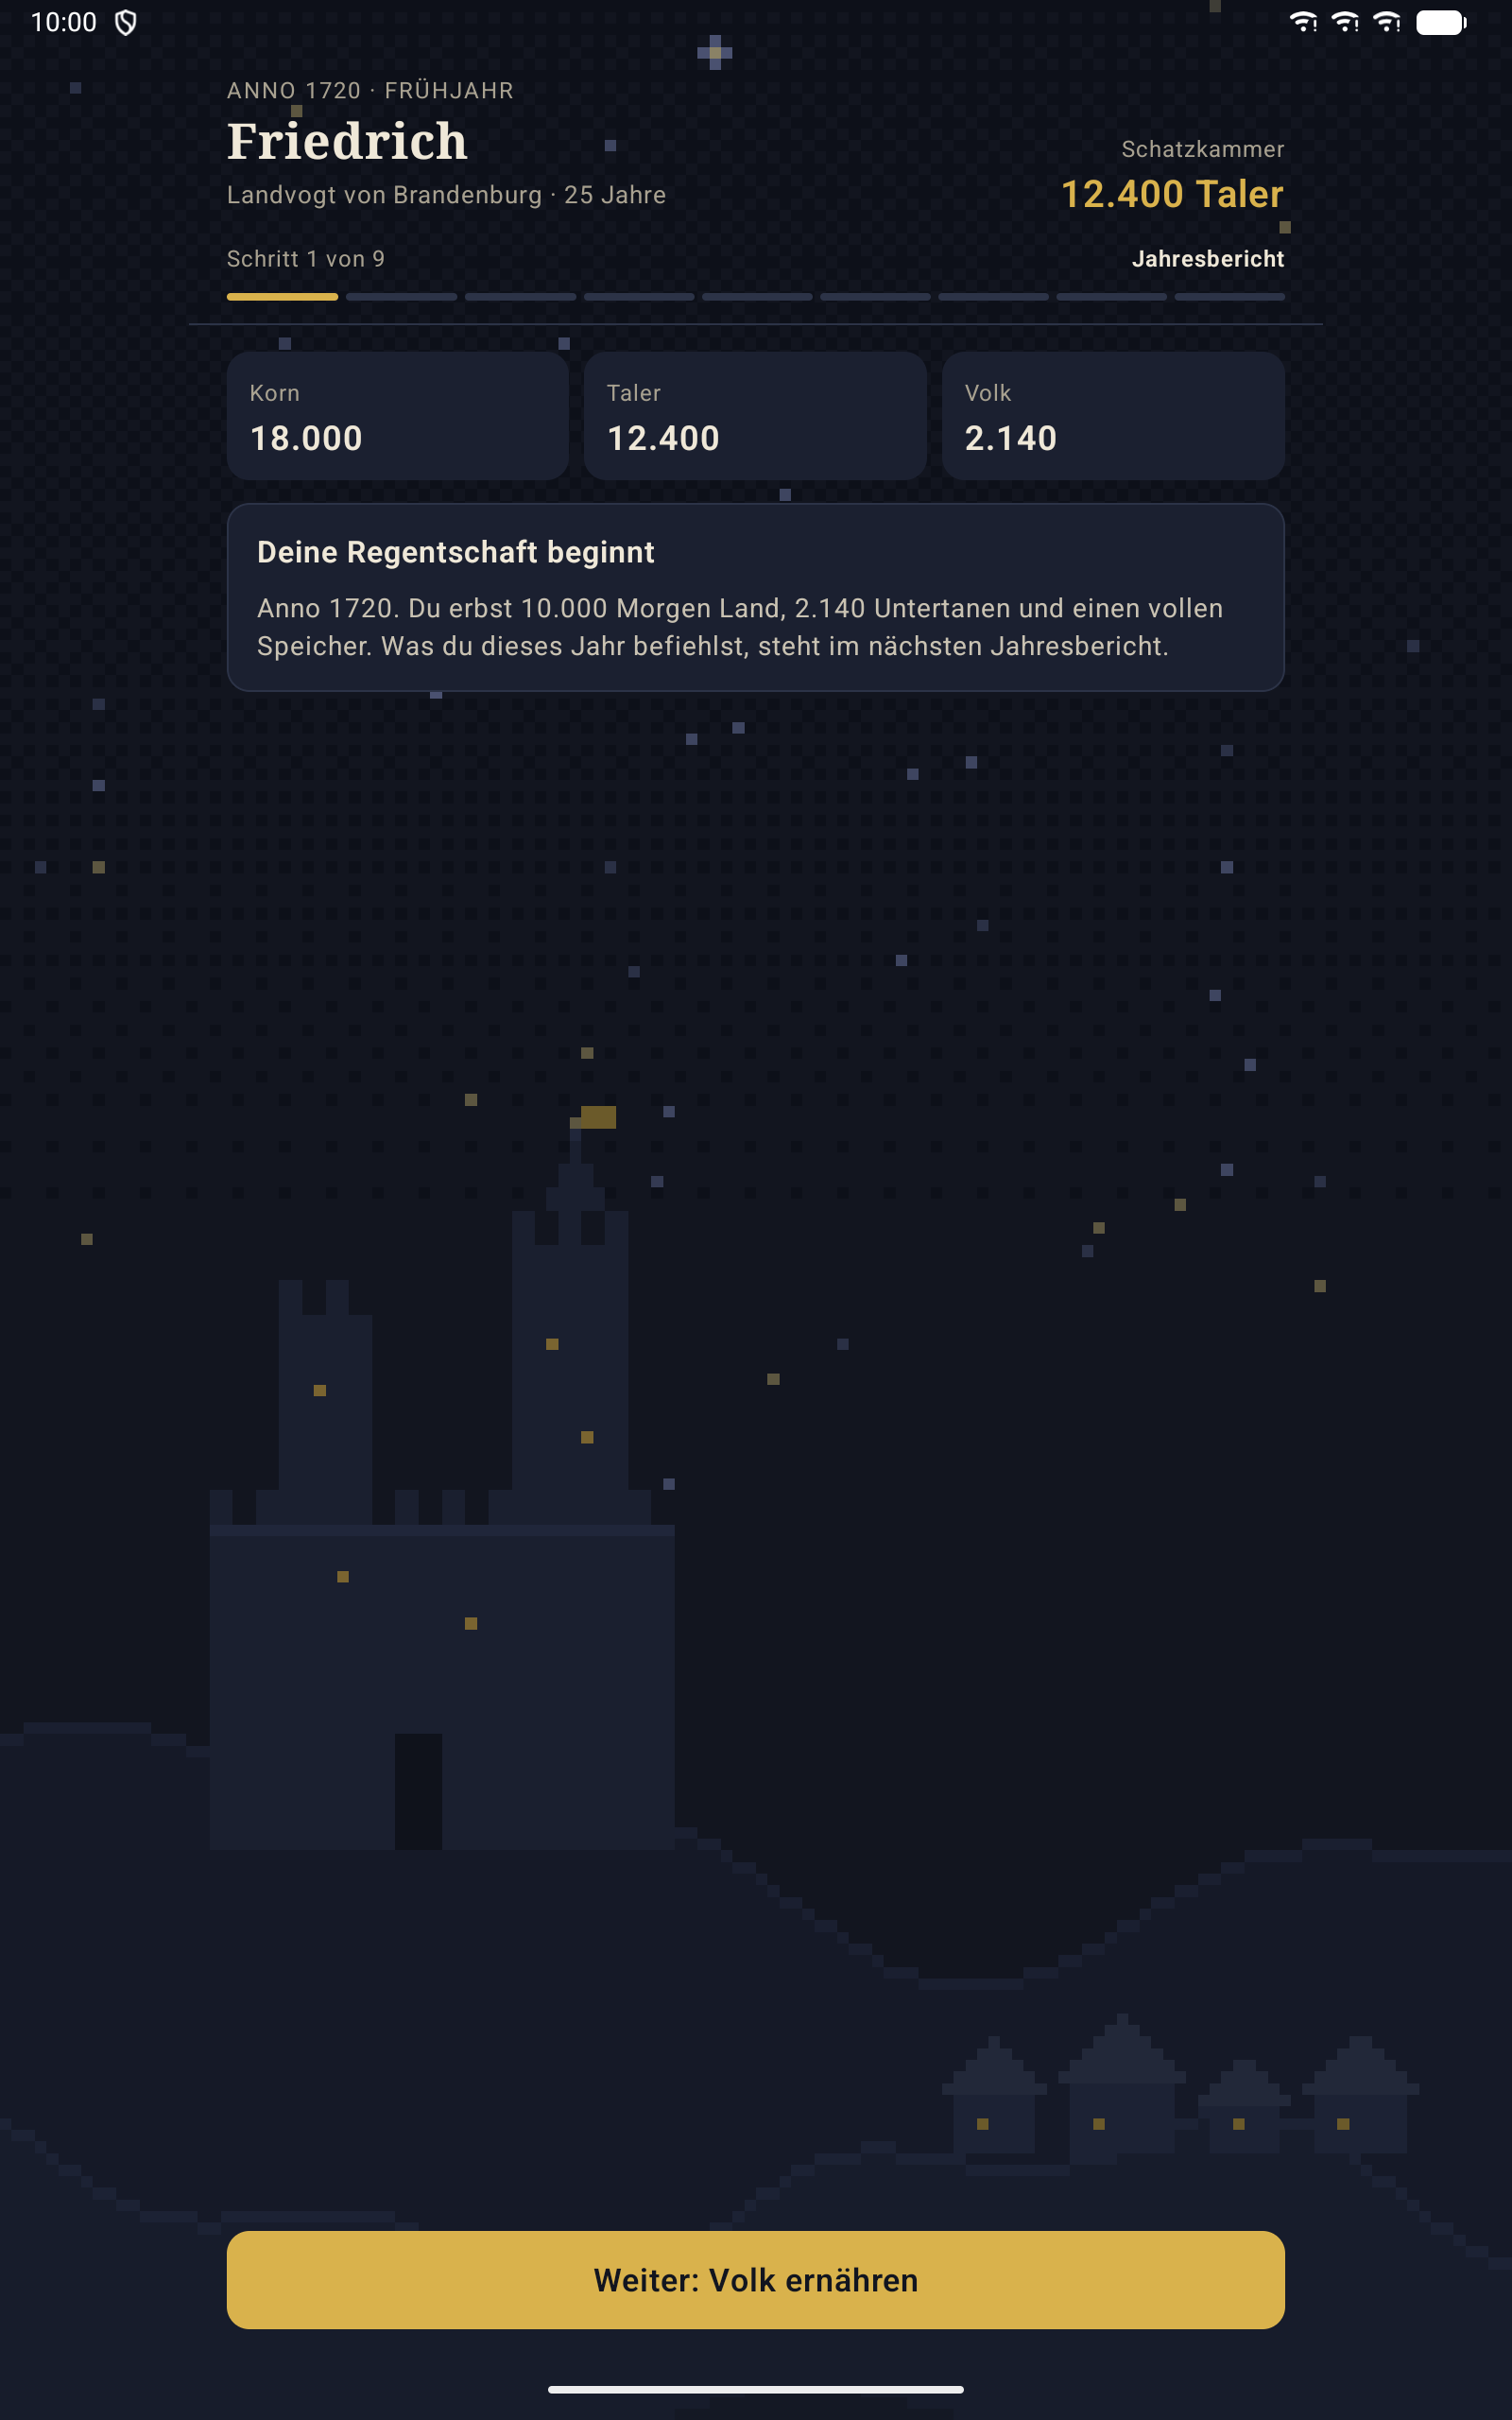 10:00
ANNO 1720 · FRÜHJAHR
Friedrich
Landvogt von Brandenburg · 25 Jahre
Schatzkammer
12.400 Taler
Schritt 1 von 9
Jahresbericht
Korn
18.000
Taler
12.400
Volk
2.140
Deine Regentschaft beginnt
Anno 1720. Du erbst 10.000 Morgen Land, 2.140 Untertanen und einen vollen
Speicher. Was du dieses Jahr befiehlst, steht im nächsten Jahresbericht.
Weiter: Volk ernähren